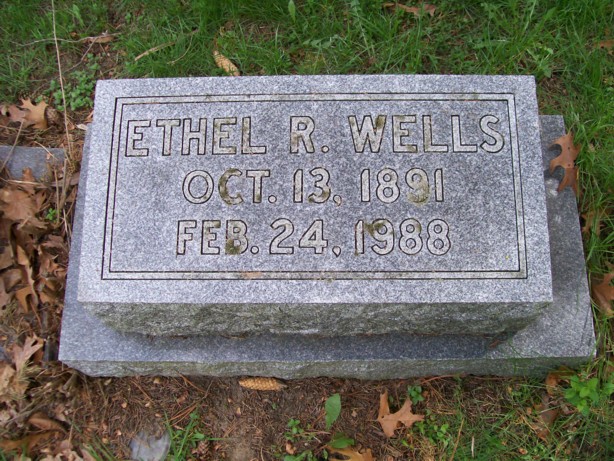 ETHEL R. WELLS
OCT. 13, 1891
FEB. 24, 1988